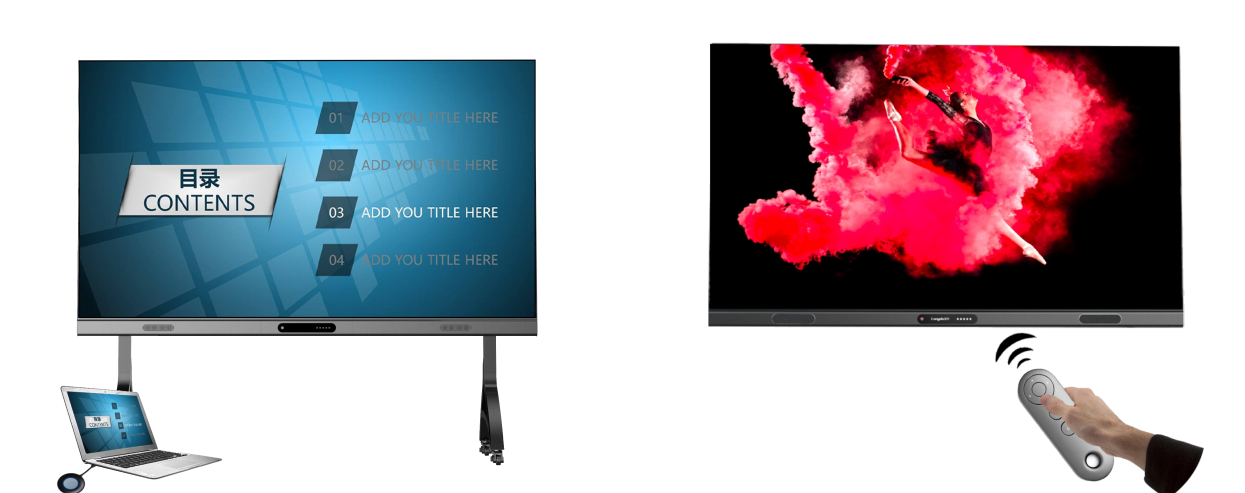 目录
CONTENTS
01 ADD YOU TITLE HERE
02 ADD YOU TITLE HERE
03 ADD YOU TITLE HERE
04 ADD YOU TITLE HERE